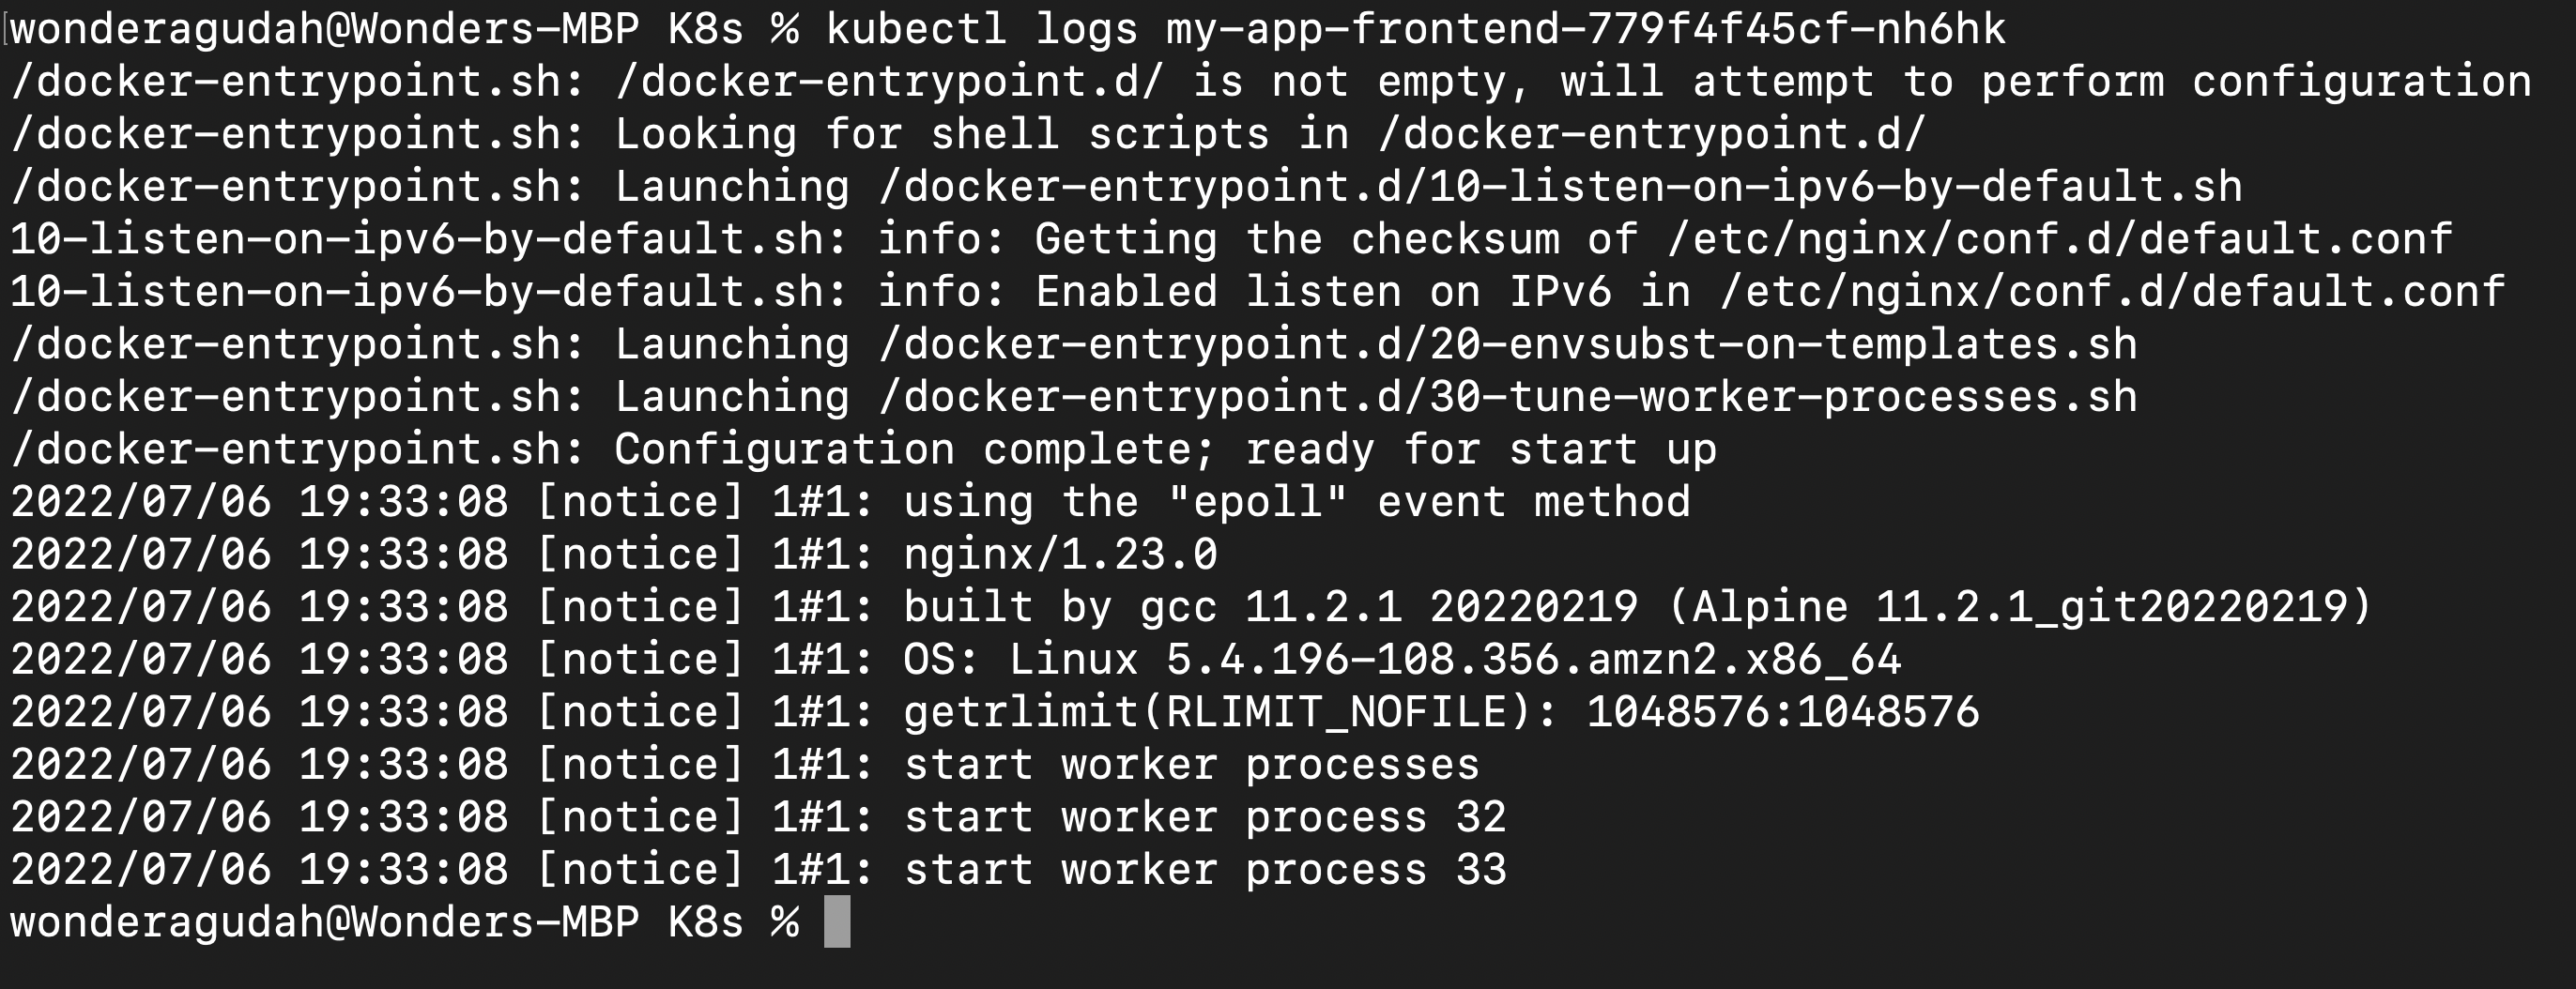 wonderagudah@Wonders-MBP K8s % kubectl logs my-app-frontend-779f4f45cf-nh6hk
/docker-entrypoint.sh: /docker-entrypoint.d/ is not empty, will attempt to perform configuration
/docker-entrypoint.sh: Looking for shell scripts in /docker-entrypoint.d/
/docker-entrypoint.sh: Launching /docker-entrypoint.d/10-listen-on-ipv6-by-default.sh
10-listen-on-ipv6-by-default.sh: info: Getting the checksum of /etc/nginx/conf.d/default.conf
10-listen-on-ipv6-by-default.sh: info: Enabled listen on IPv6 in /etc/nginx/conf.d/default.conf
/docker-entrypoint.sh: Launching /docker-entrypoint.d/20-envsubst-on-templates.sh
/docker-entrypoint.sh: Launching /docker-entrypoint.d/30-tune-worker-processes.sh
/docker-entrypoint.sh: Configuration complete; ready for start up
2022/07/06 19:33:08 [notice] 1#1: using the "epoll" event method
2022/07/06 19:33:08 [notice] 1#1: nginx/1.23.0
2022/07/06 19:33:08 [notice] 1#1: built by gcc 11.2.1 20220219 (Alpine 11.2.1_git20220219)
2022/07/06 19:33:08 [notice] 1#1: OS: Linux 5.4.196-108.356.amzn2.x86_64
2022/07/06 19:33:08 [notice] 1#1: getrlimit(RLIMIT_NOFILE): 1048576:1048576
2022/07/06 19:33:08 [notice] 1#1: start worker processes
2022/07/06 19:33:08 [notice] 1#1: start worker process 32
2022/07/06 19:33:08 [notice] 1#1: start worker process 33
wonderagudah@Wonders-MBP K8s %